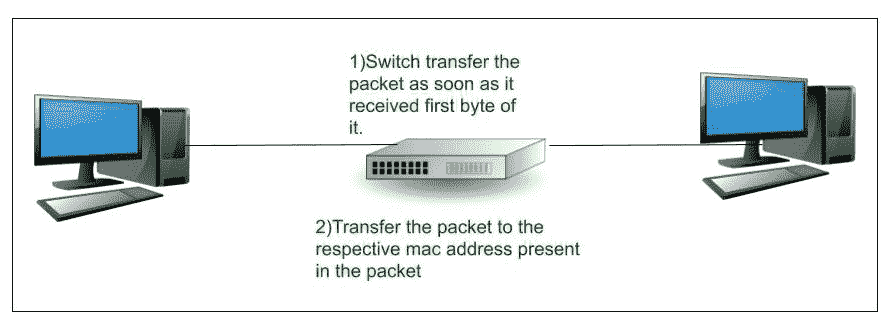 1)Switch transfer the
packet as soon as it
received first byte of
it.
2)Transfer the packet to the
respective mac address present
in the packet